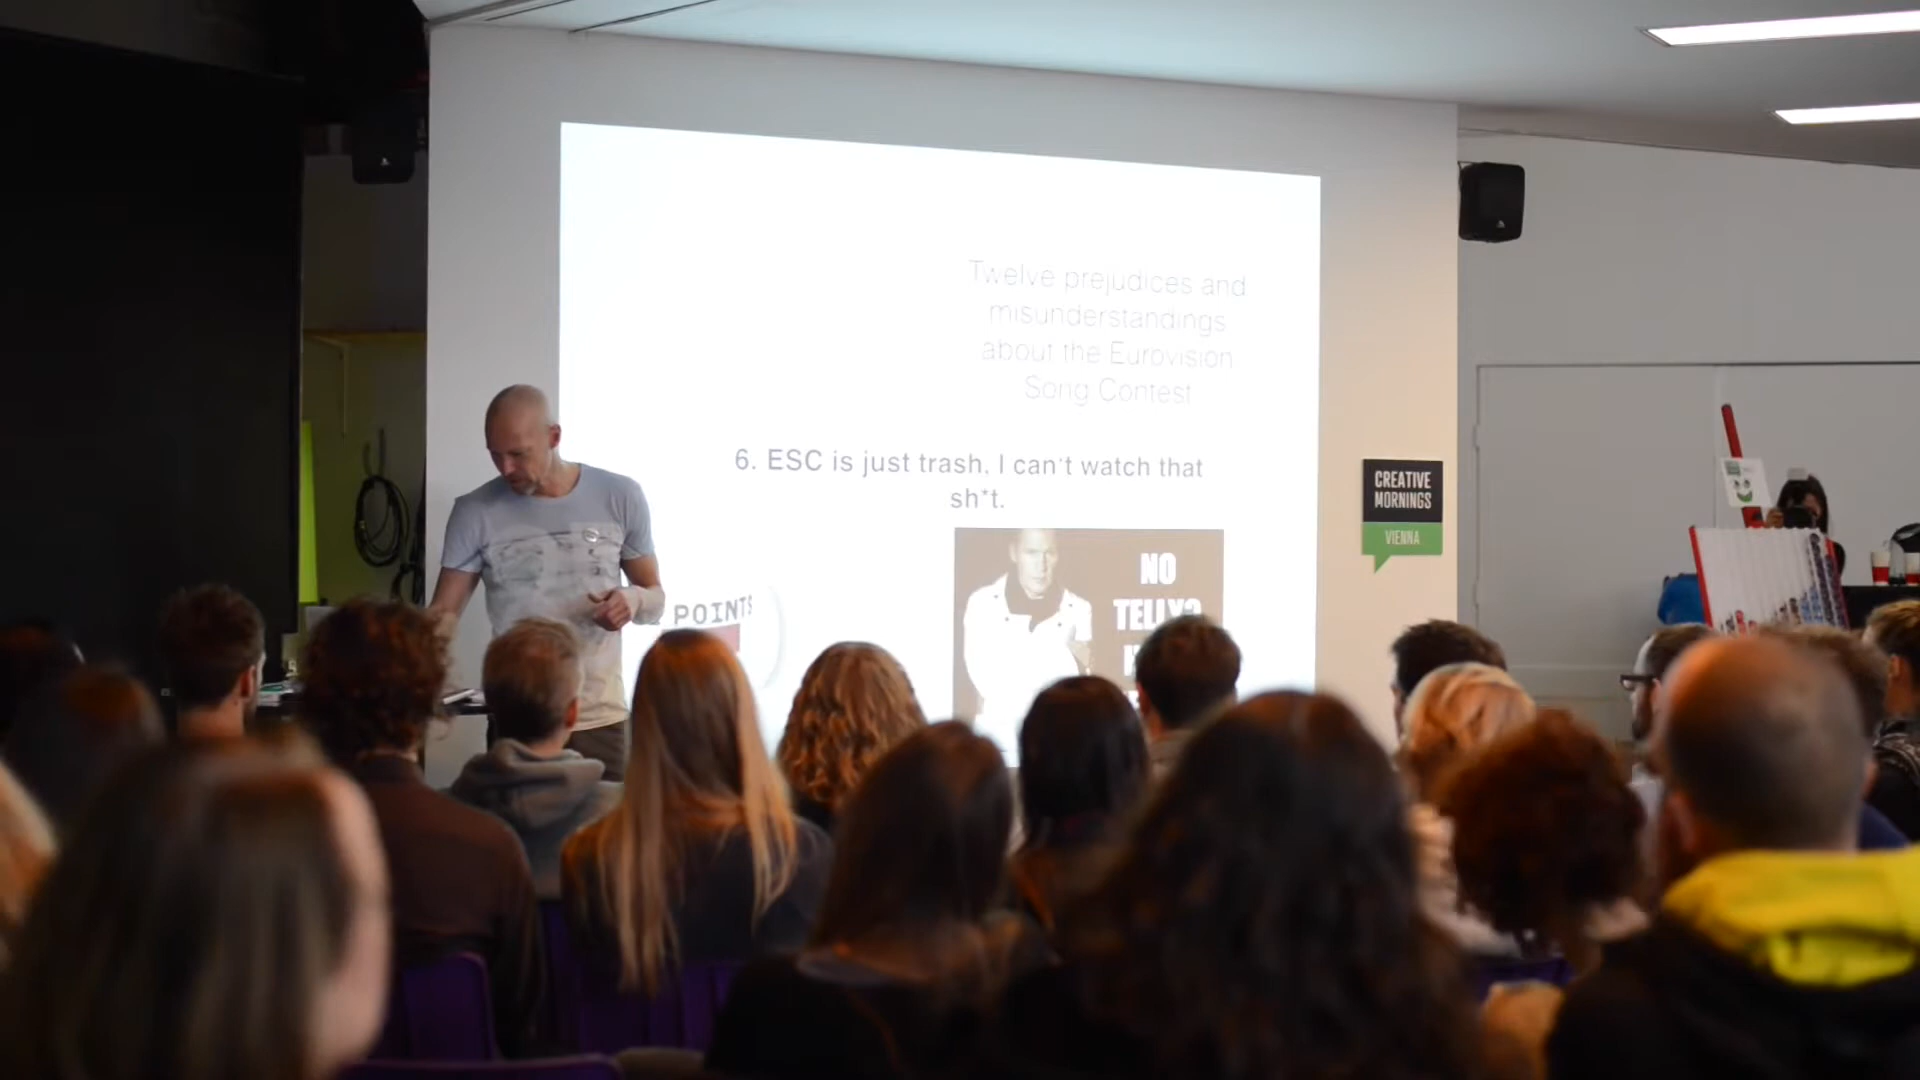 Twelve prejudices and
misunderstandings
about the Eurovision
Song Contest
6. ESC is just trash, I can't watch that
sh*t.
POINTS
NO
TELLY?
CREATIVE
MORNINGS
VIENNA